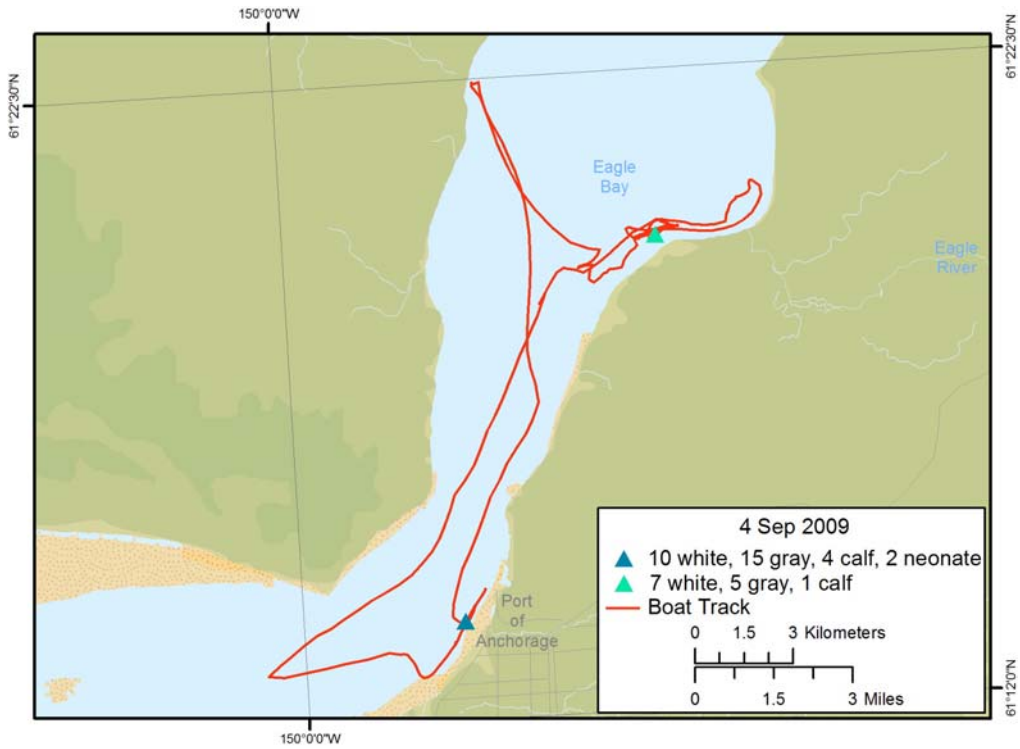 150°0'0"W
61°22'30"N
61°22'30"N
Eagle
Bay
Eagle
River
Port
of
Anchorage
4 Sep 2009
10 white, 15 gray, 4 calf, 2 neonate
7 white, 5 gray, 1 calf
Boat Track
0 1.5 3 Kilometers
0 1.5 3 Miles
61°12'0"N
150°0'0"W